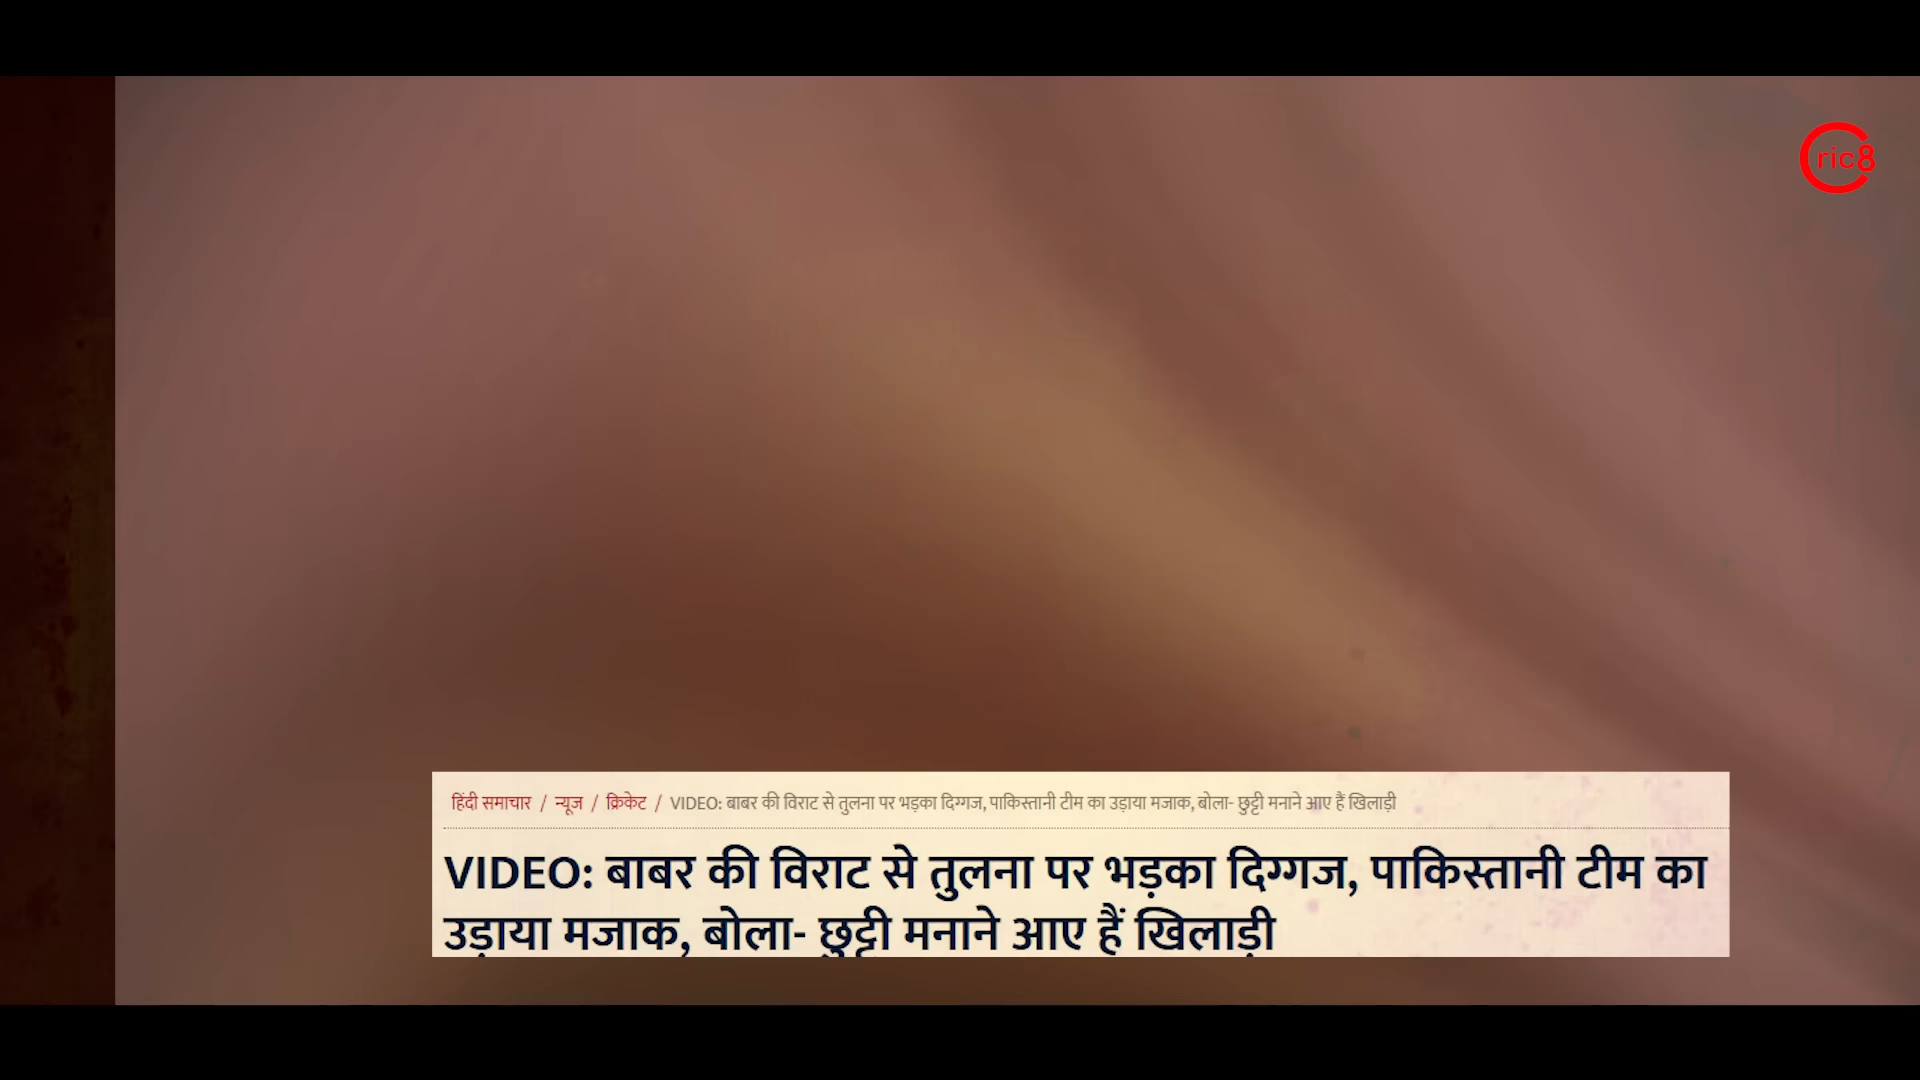 Cric8
हिंदी समाचार / न्यूज / क्रिकेट / VIDEO: बाबर की विराट से तुलना पर भड़का दिग्गज, पाकिस्तानी टीम का उड़ाया मजाक, बोला- छुट्टी मनाने आए हैं खिलाड़ी
VIDEO: बाबर की विराट से तुलना पर भड़का दिग्गज, पाकिस्तानी टीम का
उड़ाया मजाक, बोला- छुट्टी मनाने आए हैं खिलाड़ी